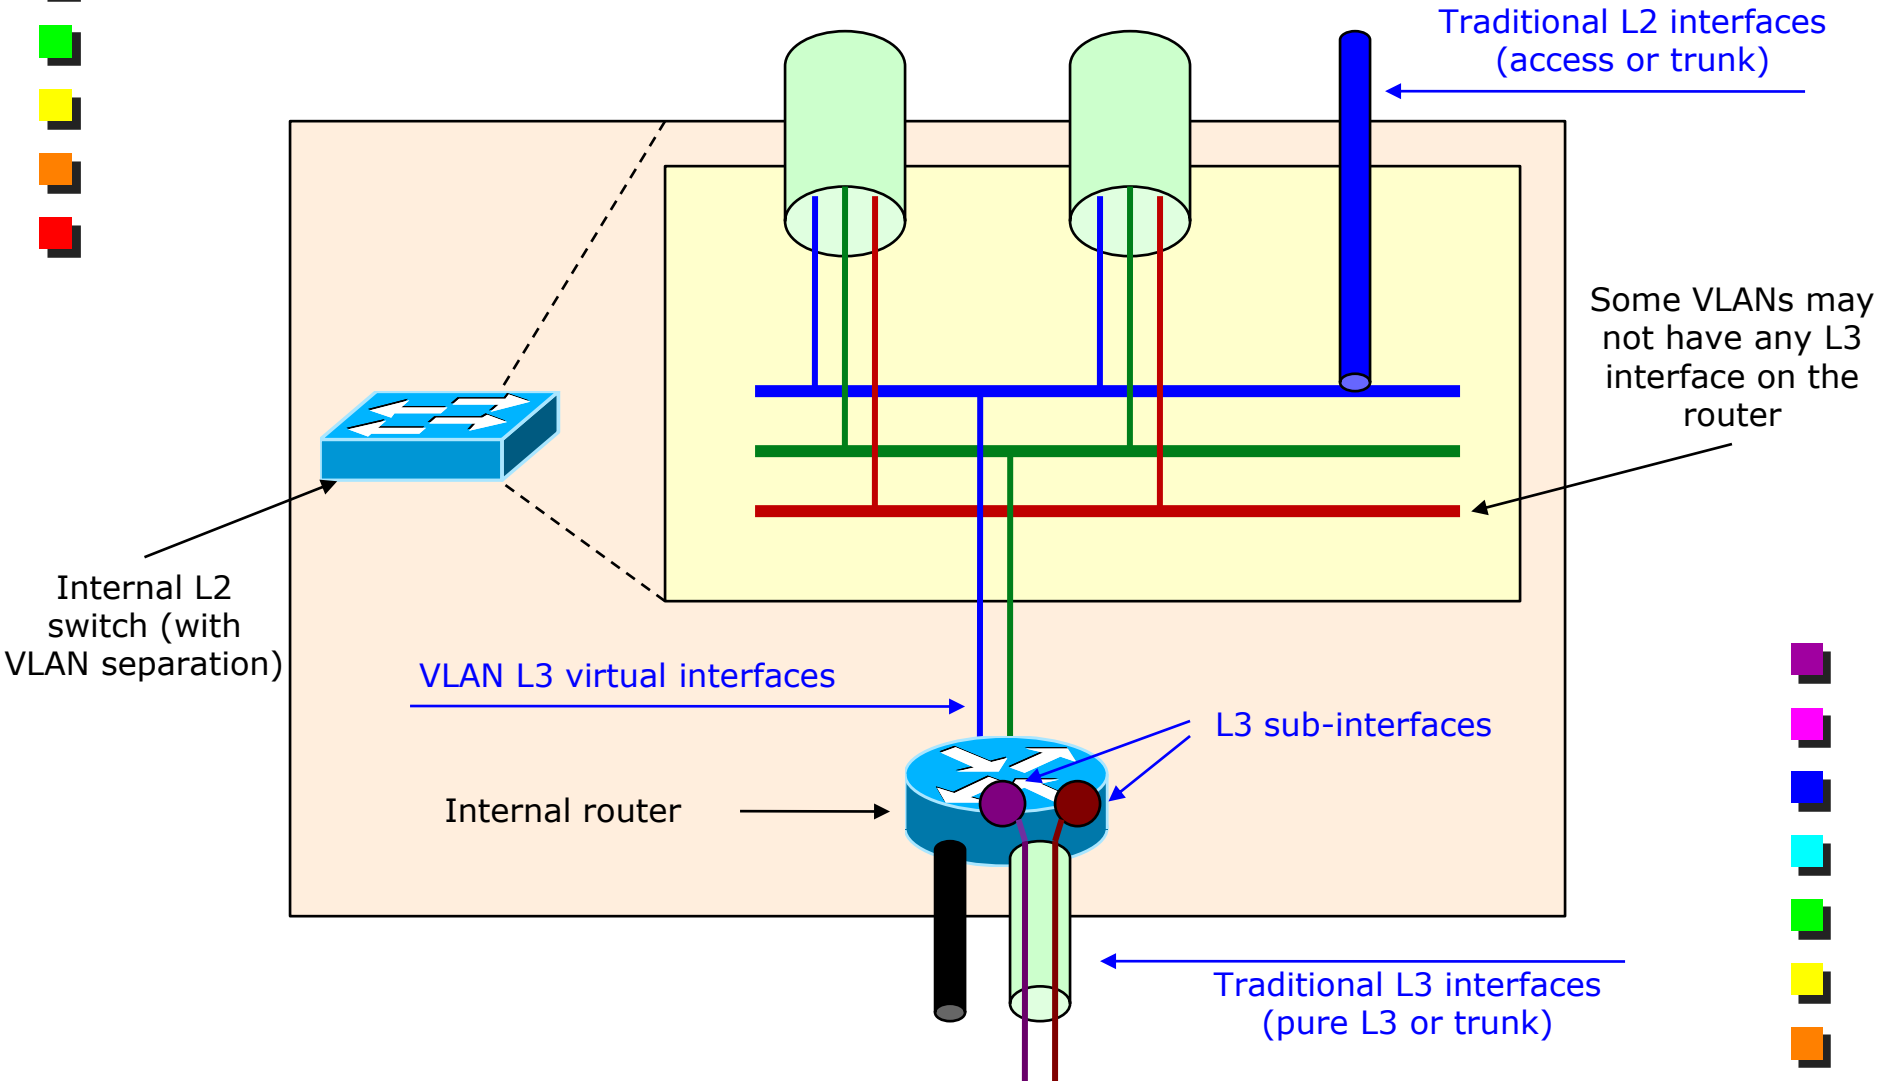 Traditional L2 interfaces
(access or trunk)
Some VLANs may
not have any L3
interface on the
router
Internal L2
switch (with
VLAN separation)
VLAN L3 virtual interfaces
L3 sub-interfaces
Internal router
Traditional L3 interfaces
(pure L3 or trunk)